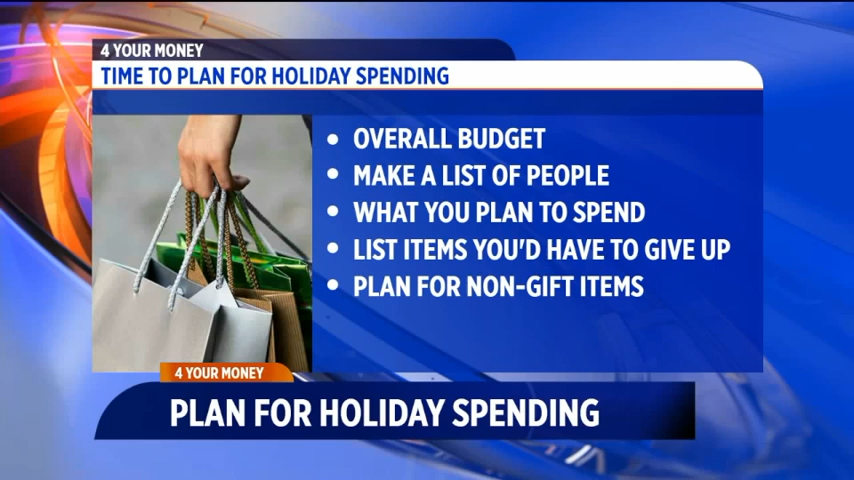 4 YOUR MONEY
TIME TO PLAN FOR HOLIDAY SPENDING
• OVERALL BUDGET
• MAKE A LIST OF PEOPLE
• WHAT YOU PLAN TO SPEND
• LIST ITEMS YOU'D HAVE TO GIVE UP
• PLAN FOR NON-GIFT ITEMS
4 YOUR MONEY
PLAN FOR HOLIDAY SPENDING